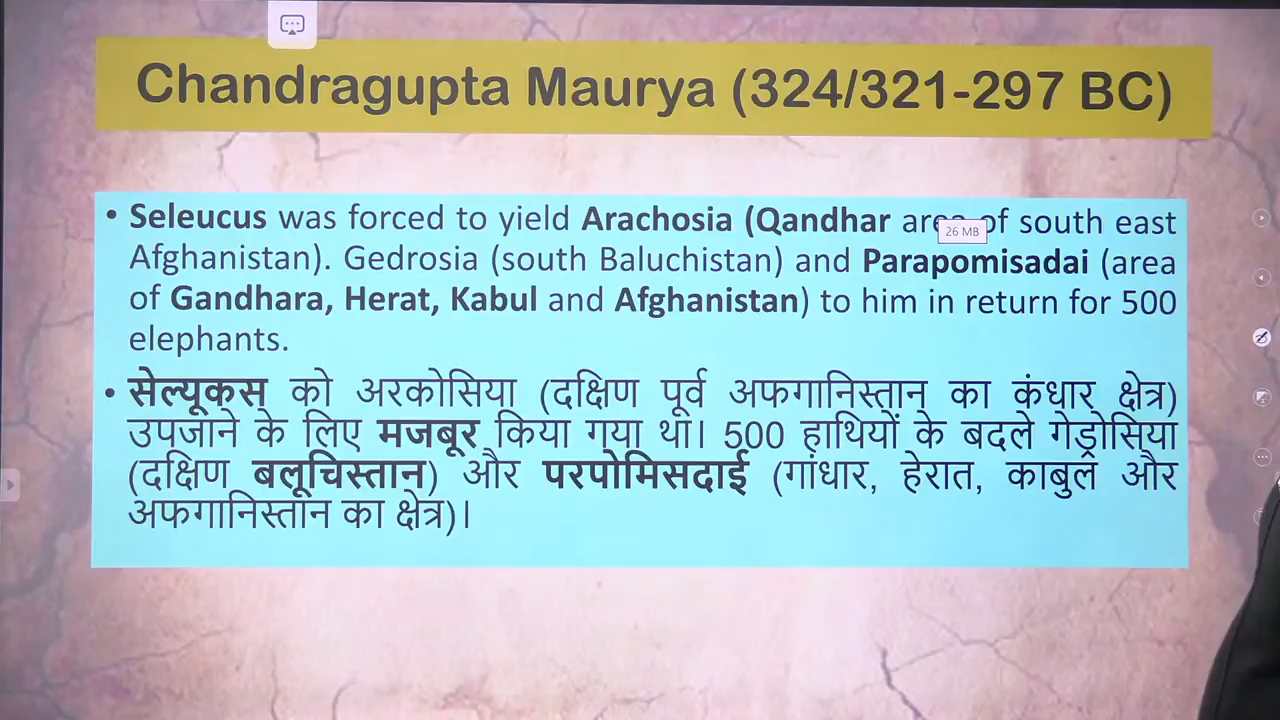 Chandragupta Maurya (324/321-297 BC)
• Seleucus was forced to yield Arachosia (Qandhar area of south east
Afghanistan). Gedrosia (south Baluchistan) and Parapomisadai (area
of Gandhara, Herat, Kabul and Afghanistan) to him in return for 500
elephants.
26 MB
• सेल्यूकस को अरकोसिया (दक्षिण पूर्व अफगानिस्तान का कंधार क्षेत्र)
उपजाने के लिए मजबूर किया गया था। 500 हाथियों के बदले गेड्रोसिया
(दक्षिण बलूचिस्तान) और परपोमिसदाई (गांधार, हेरात, काबुल और
अफगानिस्तान का क्षेत्र)।